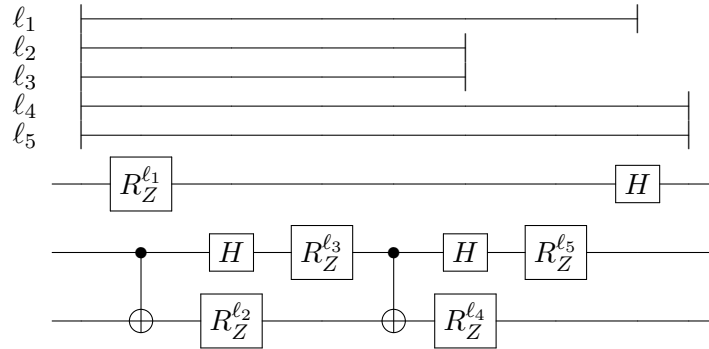 ℓ₁
ℓ₂
ℓ₃
ℓ₄
ℓ₅
R_Z^{ℓ₁} H
H R_Z^{ℓ₃} H R_Z^{ℓ₅}
R_Z^{ℓ₂} R_Z^{ℓ₄}